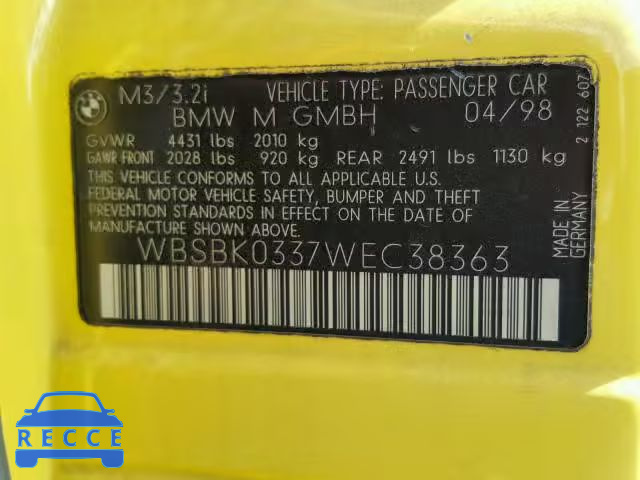 M3/3.2i VEHICLE TYPE: PASSENGER CAR
BMW M GMBH 04/98
GVWR 4431 lbs 2010 kg
GAWR FRONT 2028 lbs 920 kg REAR 2491 lbs 1130 kg
THIS VEHICLE CONFORMS TO ALL APPLICABLE U.S.
FEDERAL MOTOR VEHICLE SAFETY, BUMPER AND THEFT
PREVENTION STANDARDS IN EFFECT ON THE DATE OF
MANUFACTURE SHOWN ABOVE:
WBSBK0337WEC38363
2 122 607
MADE IN
GERMANY
RECCE